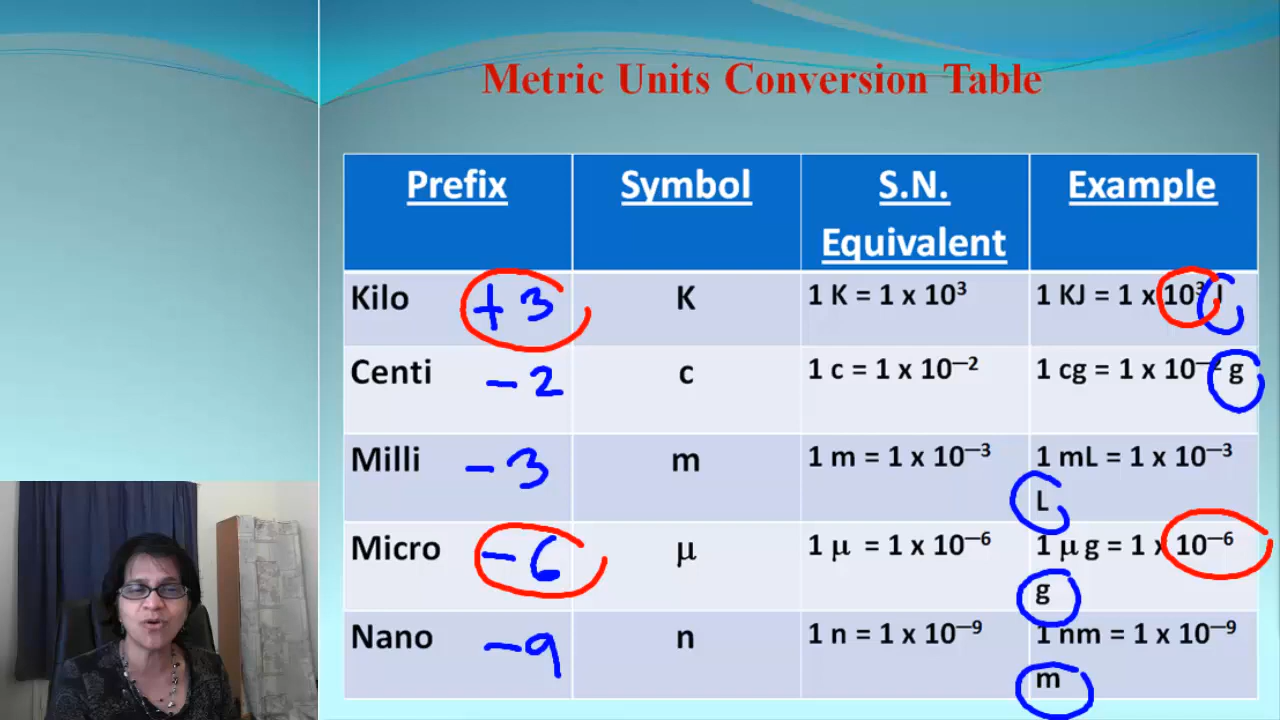 Metric Units Conversion Table
Prefix Symbol S.N. Equivalent Example
Kilo +3 K 1 K = 1 x 10³ 1 KJ = 1 x 10³ J
Centi −2 c 1 c = 1 x 10⁻² 1 cg = 1 x 10⁻² g
Milli −3 m 1 m = 1 x 10⁻³ 1 mL = 1 x 10⁻³
L
Micro −6 μ 1 μ = 1 x 10⁻⁶ 1 μ g = 1 x 10⁻⁶
g
Nano −9 n 1 n = 1 x 10⁻⁹ 1 nm = 1 x 10⁻⁹
m